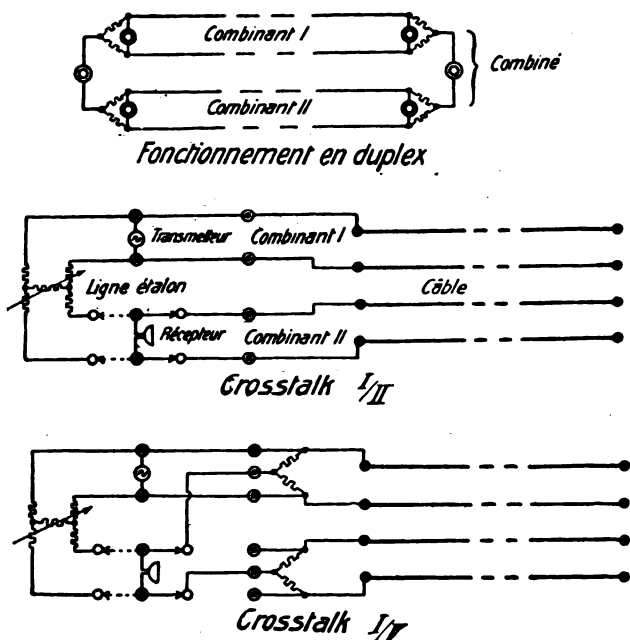 Combinant I
Combiné
Combinant II
Fonctionnement en duplex
Transmetteur Combinant I
Ligne étalon Câble
Récepteur Combinant II
Crosstalk I/II
Crosstalk I/V